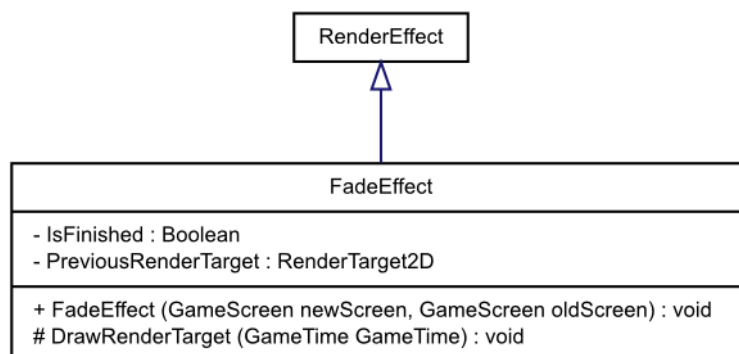 RenderEffect
FadeEffect
- IsFinished : Boolean
- PreviousRenderTarget : RenderTarget2D
+ FadeEffect (GameScreen newScreen, GameScreen oldScreen) : void
# DrawRenderTarget (GameTime GameTime) : void